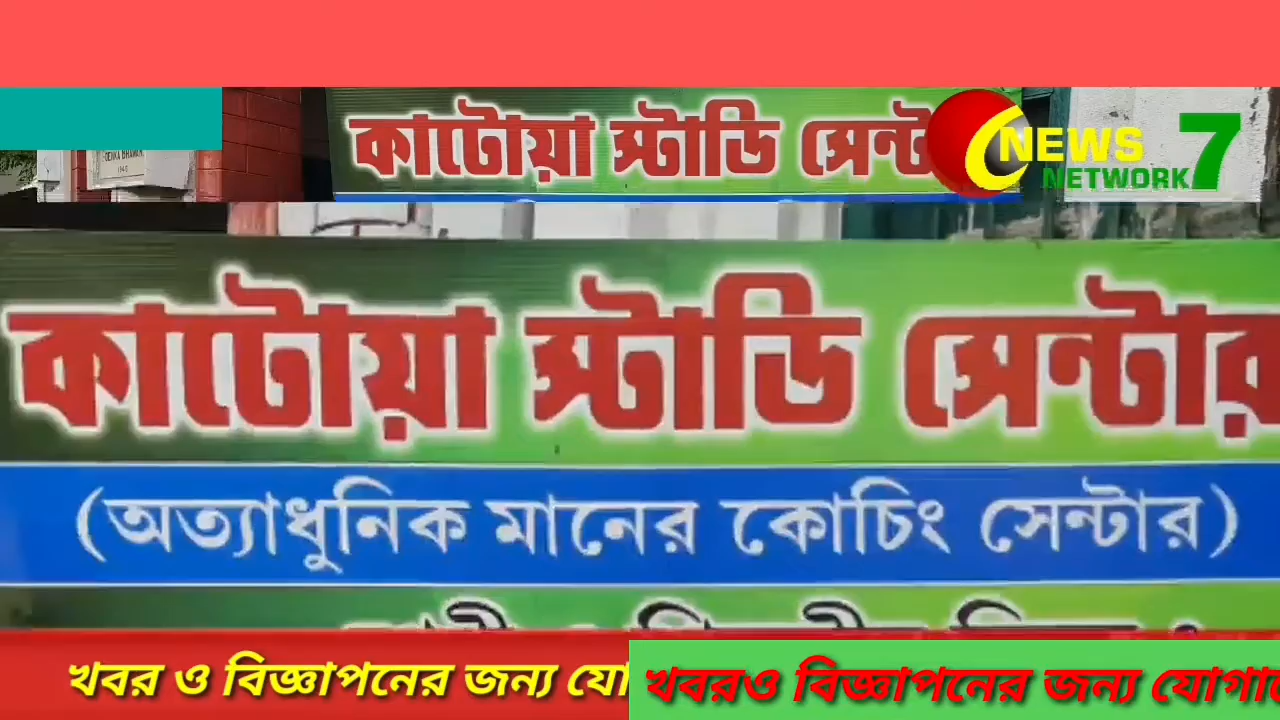 কাটোয়া স্টাডি সেন্ট
NEWS
NETWORK 7
কাটোয়া স্টাডি সেন্টার
(অত্যাধুনিক মানের কোচিং সেন্টার)
খবর ও বিজ্ঞাপনের জন্য যো
খবরও বিজ্ঞাপনের জন্য যোগা